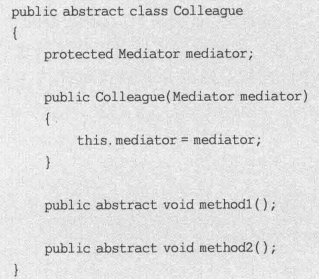 public abstract class Colleague
{
protected Mediator mediator;
public Colleague(Mediator mediator)
{
this.mediator = mediator;
}
public abstract void method1();
public abstract void method2();
}